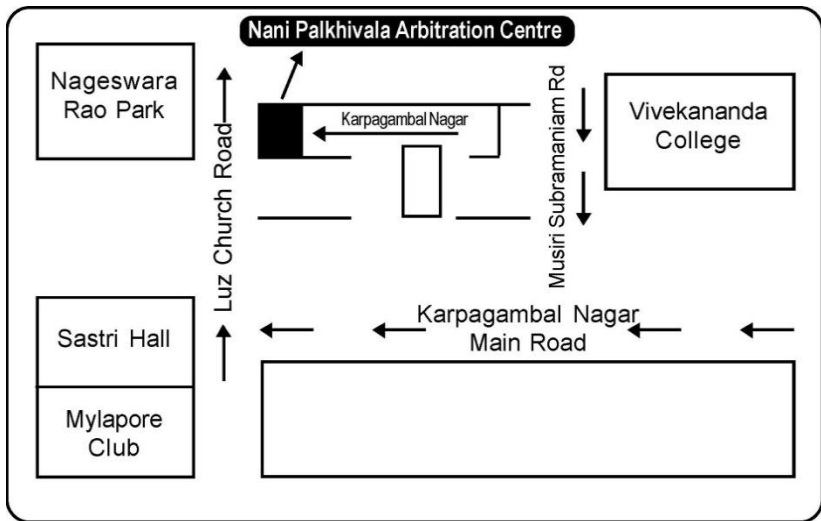 Nani Palkhivala Arbitration Centre
Nageswara
Rao Park
Luz Church Road
Karpagambal Nagar
Musiri Subramaniam Rd
Vivekananda
College
Sastri Hall
Karpagambal Nagar
Main Road
Mylapore
Club